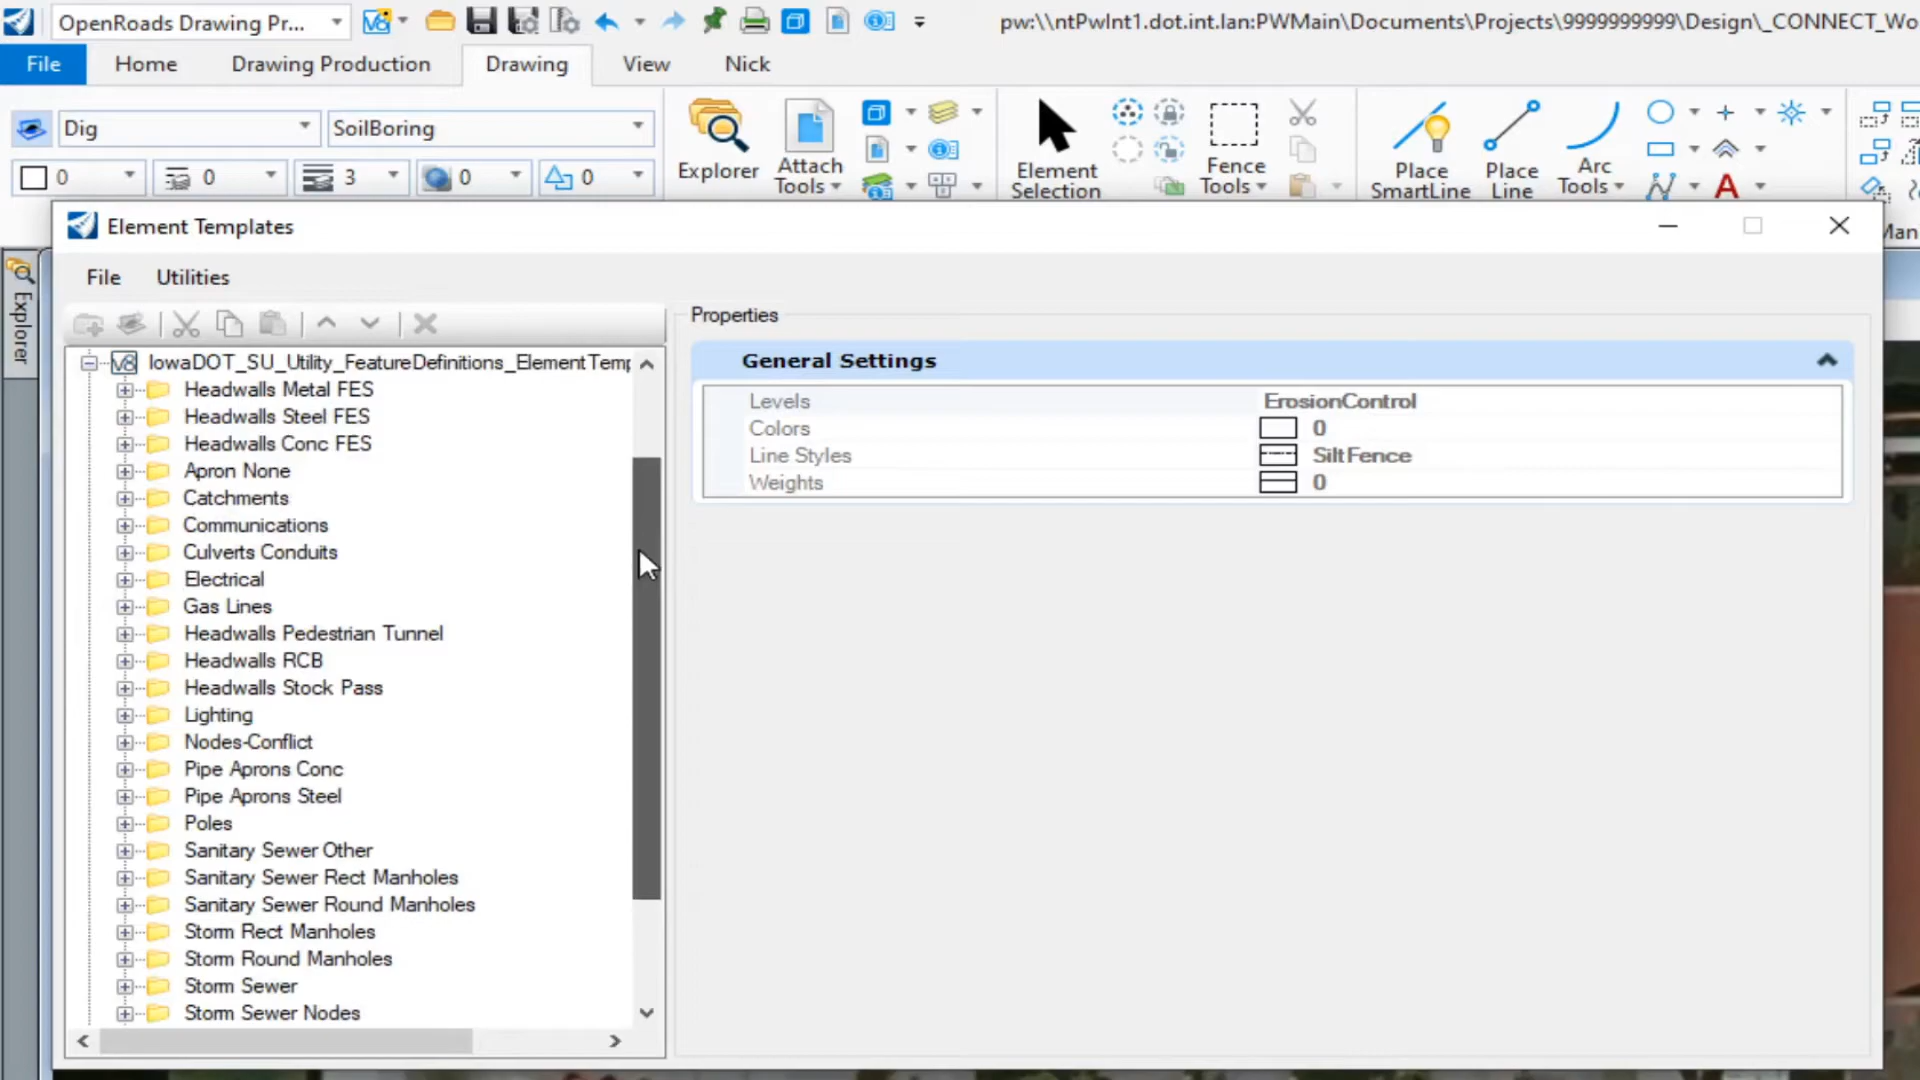 OpenRoads Drawing Pr...
pw:\\ntPwInt1.dot.int.lan:PWMain\Documents\Projects\9999999999\Design\_CONNECT_Wo
File
Home
Drawing Production
Drawing
View
Nick
Dig
SoilBoring
0
0
3
0
0
Explorer
Attach
Tools
Element
Selection
Fence
Tools
Place
SmartLine
Place
Line
Arc
Tools
Man
Element Templates
Explorer
File
Utilities
Properties
IowaDOT_SU_Utility_FeatureDefinitions_ElementTemp
Headwalls Metal FES
Headwalls Steel FES
Headwalls Conc FES
Apron None
Catchments
Communications
Culverts Conduits
Electrical
Gas Lines
Headwalls Pedestrian Tunnel
Headwalls RCB
Headwalls Stock Pass
Lighting
Nodes-Conflict
Pipe Aprons Conc
Pipe Aprons Steel
Poles
Sanitary Sewer Other
Sanitary Sewer Rect Manholes
Sanitary Sewer Round Manholes
Storm Rect Manholes
Storm Round Manholes
Storm Sewer
Storm Sewer Nodes
General Settings
Levels ErosionControl
Colors 0
Line Styles SiltFence
Weights 0